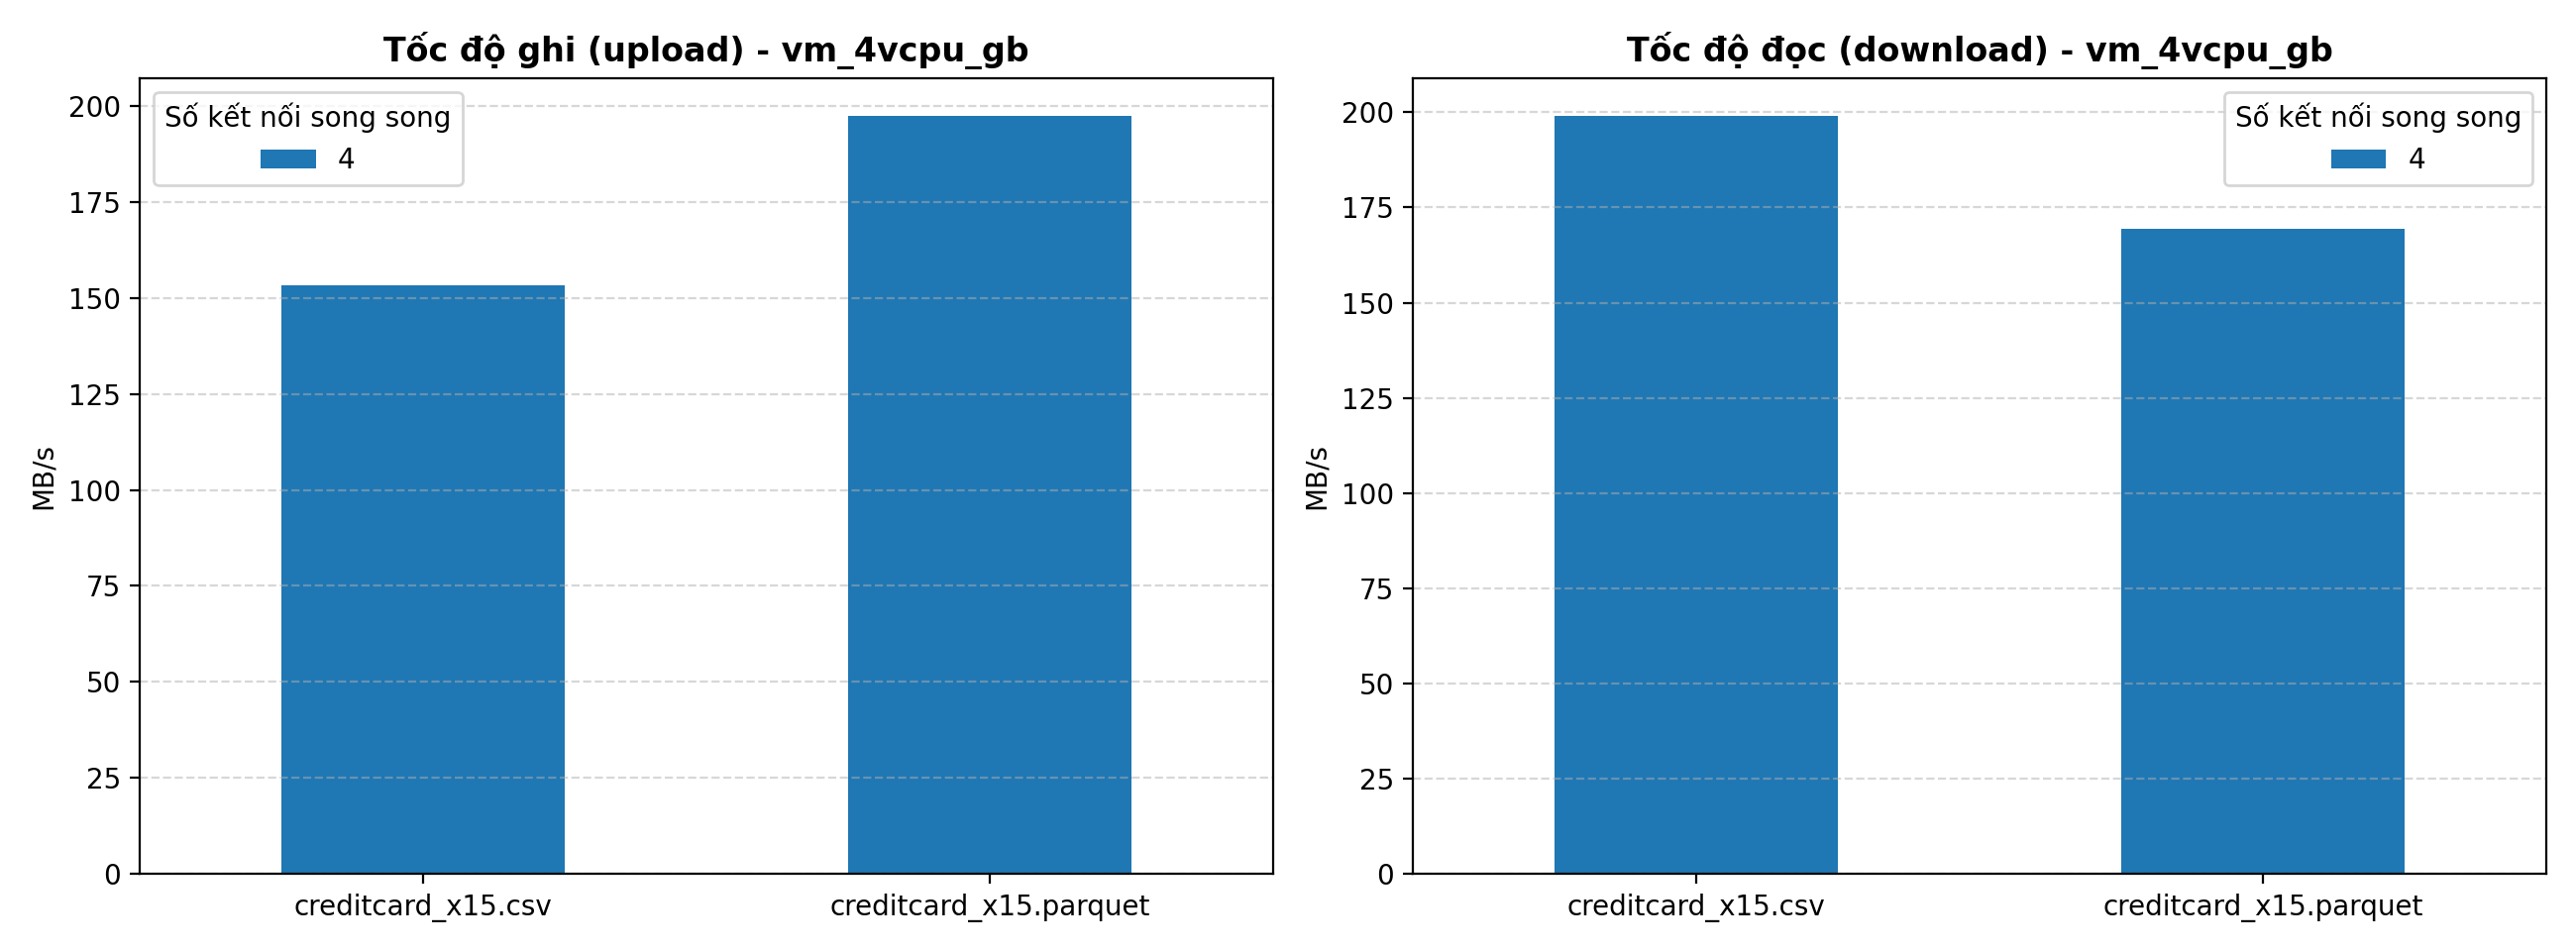 Tốc độ ghi (upload) - vm_4vcpu_gb
Số kết nối song song
4
200
175
150
125
100
75
50
25
0
MB/s
creditcard_x15.csv
creditcard_x15.parquet
Tốc độ đọc (download) - vm_4vcpu_gb
Số kết nối song song
4
200
175
150
125
100
75
50
25
0
MB/s
creditcard_x15.csv
creditcard_x15.parquet